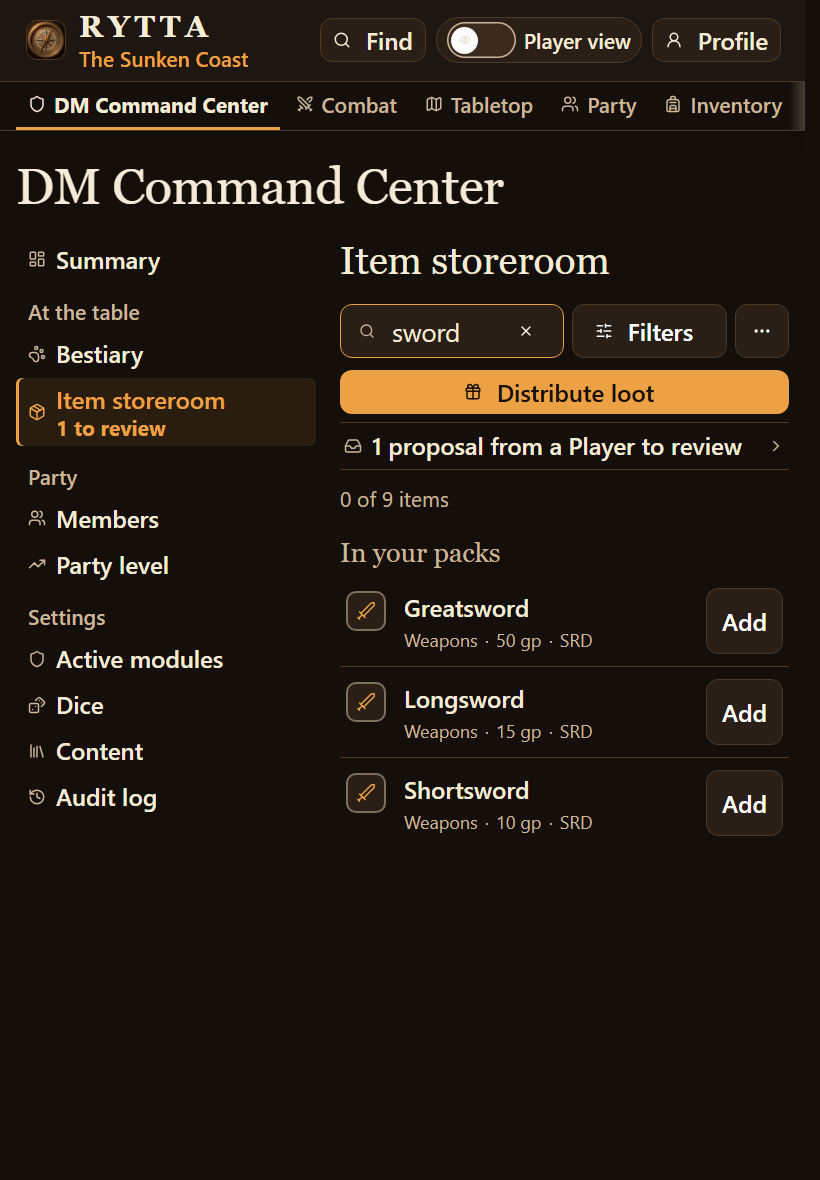 RYTTA
The Sunken Coast
Find
Player view
Profile
DM Command Center
Combat
Tabletop
Party
Inventory
DM Command Center
Summary
At the table
Bestiary
Item storeroom
1 to review
Party
Members
Party level
Settings
Active modules
Dice
Content
Audit log
Item storeroom
sword
Filters
Distribute loot
1 proposal from a Player to review
0 of 9 items
In your packs
Greatsword
Weapons · 50 gp · SRD
Add
Longsword
Weapons · 15 gp · SRD
Add
Shortsword
Weapons · 10 gp · SRD
Add